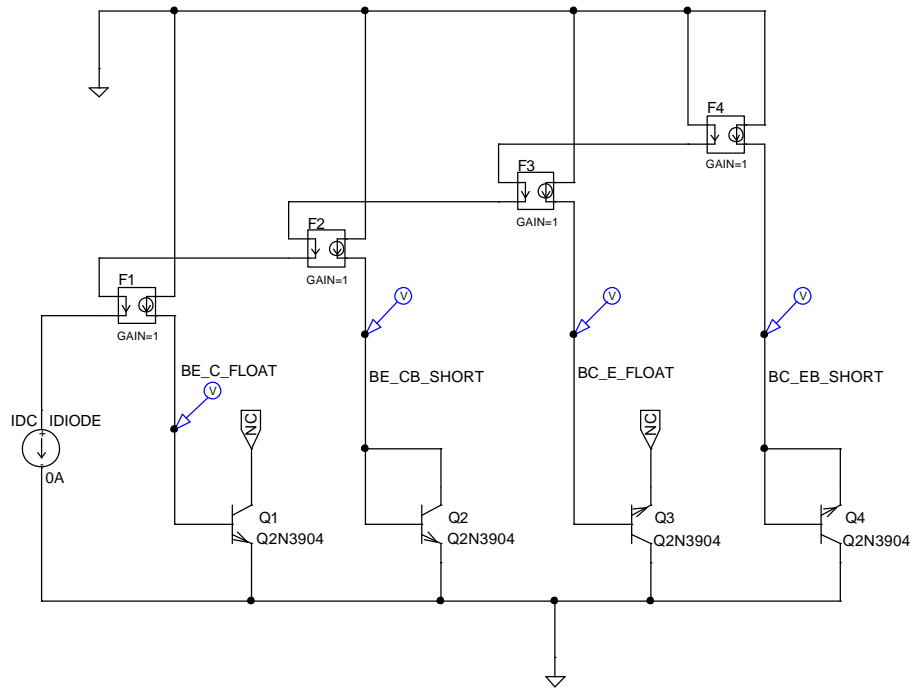 F4
GAIN=1
F3
GAIN=1
F2
GAIN=1
F1
GAIN=1
V
V
V
BE_C_FLOAT
V
BE_CB_SHORT
BC_E_FLOAT
BC_EB_SHORT
IDC IDIODE
+
-
0A
NC
NC
Q1
Q2N3904
Q2
Q2N3904
Q3
Q2N3904
Q4
Q2N3904